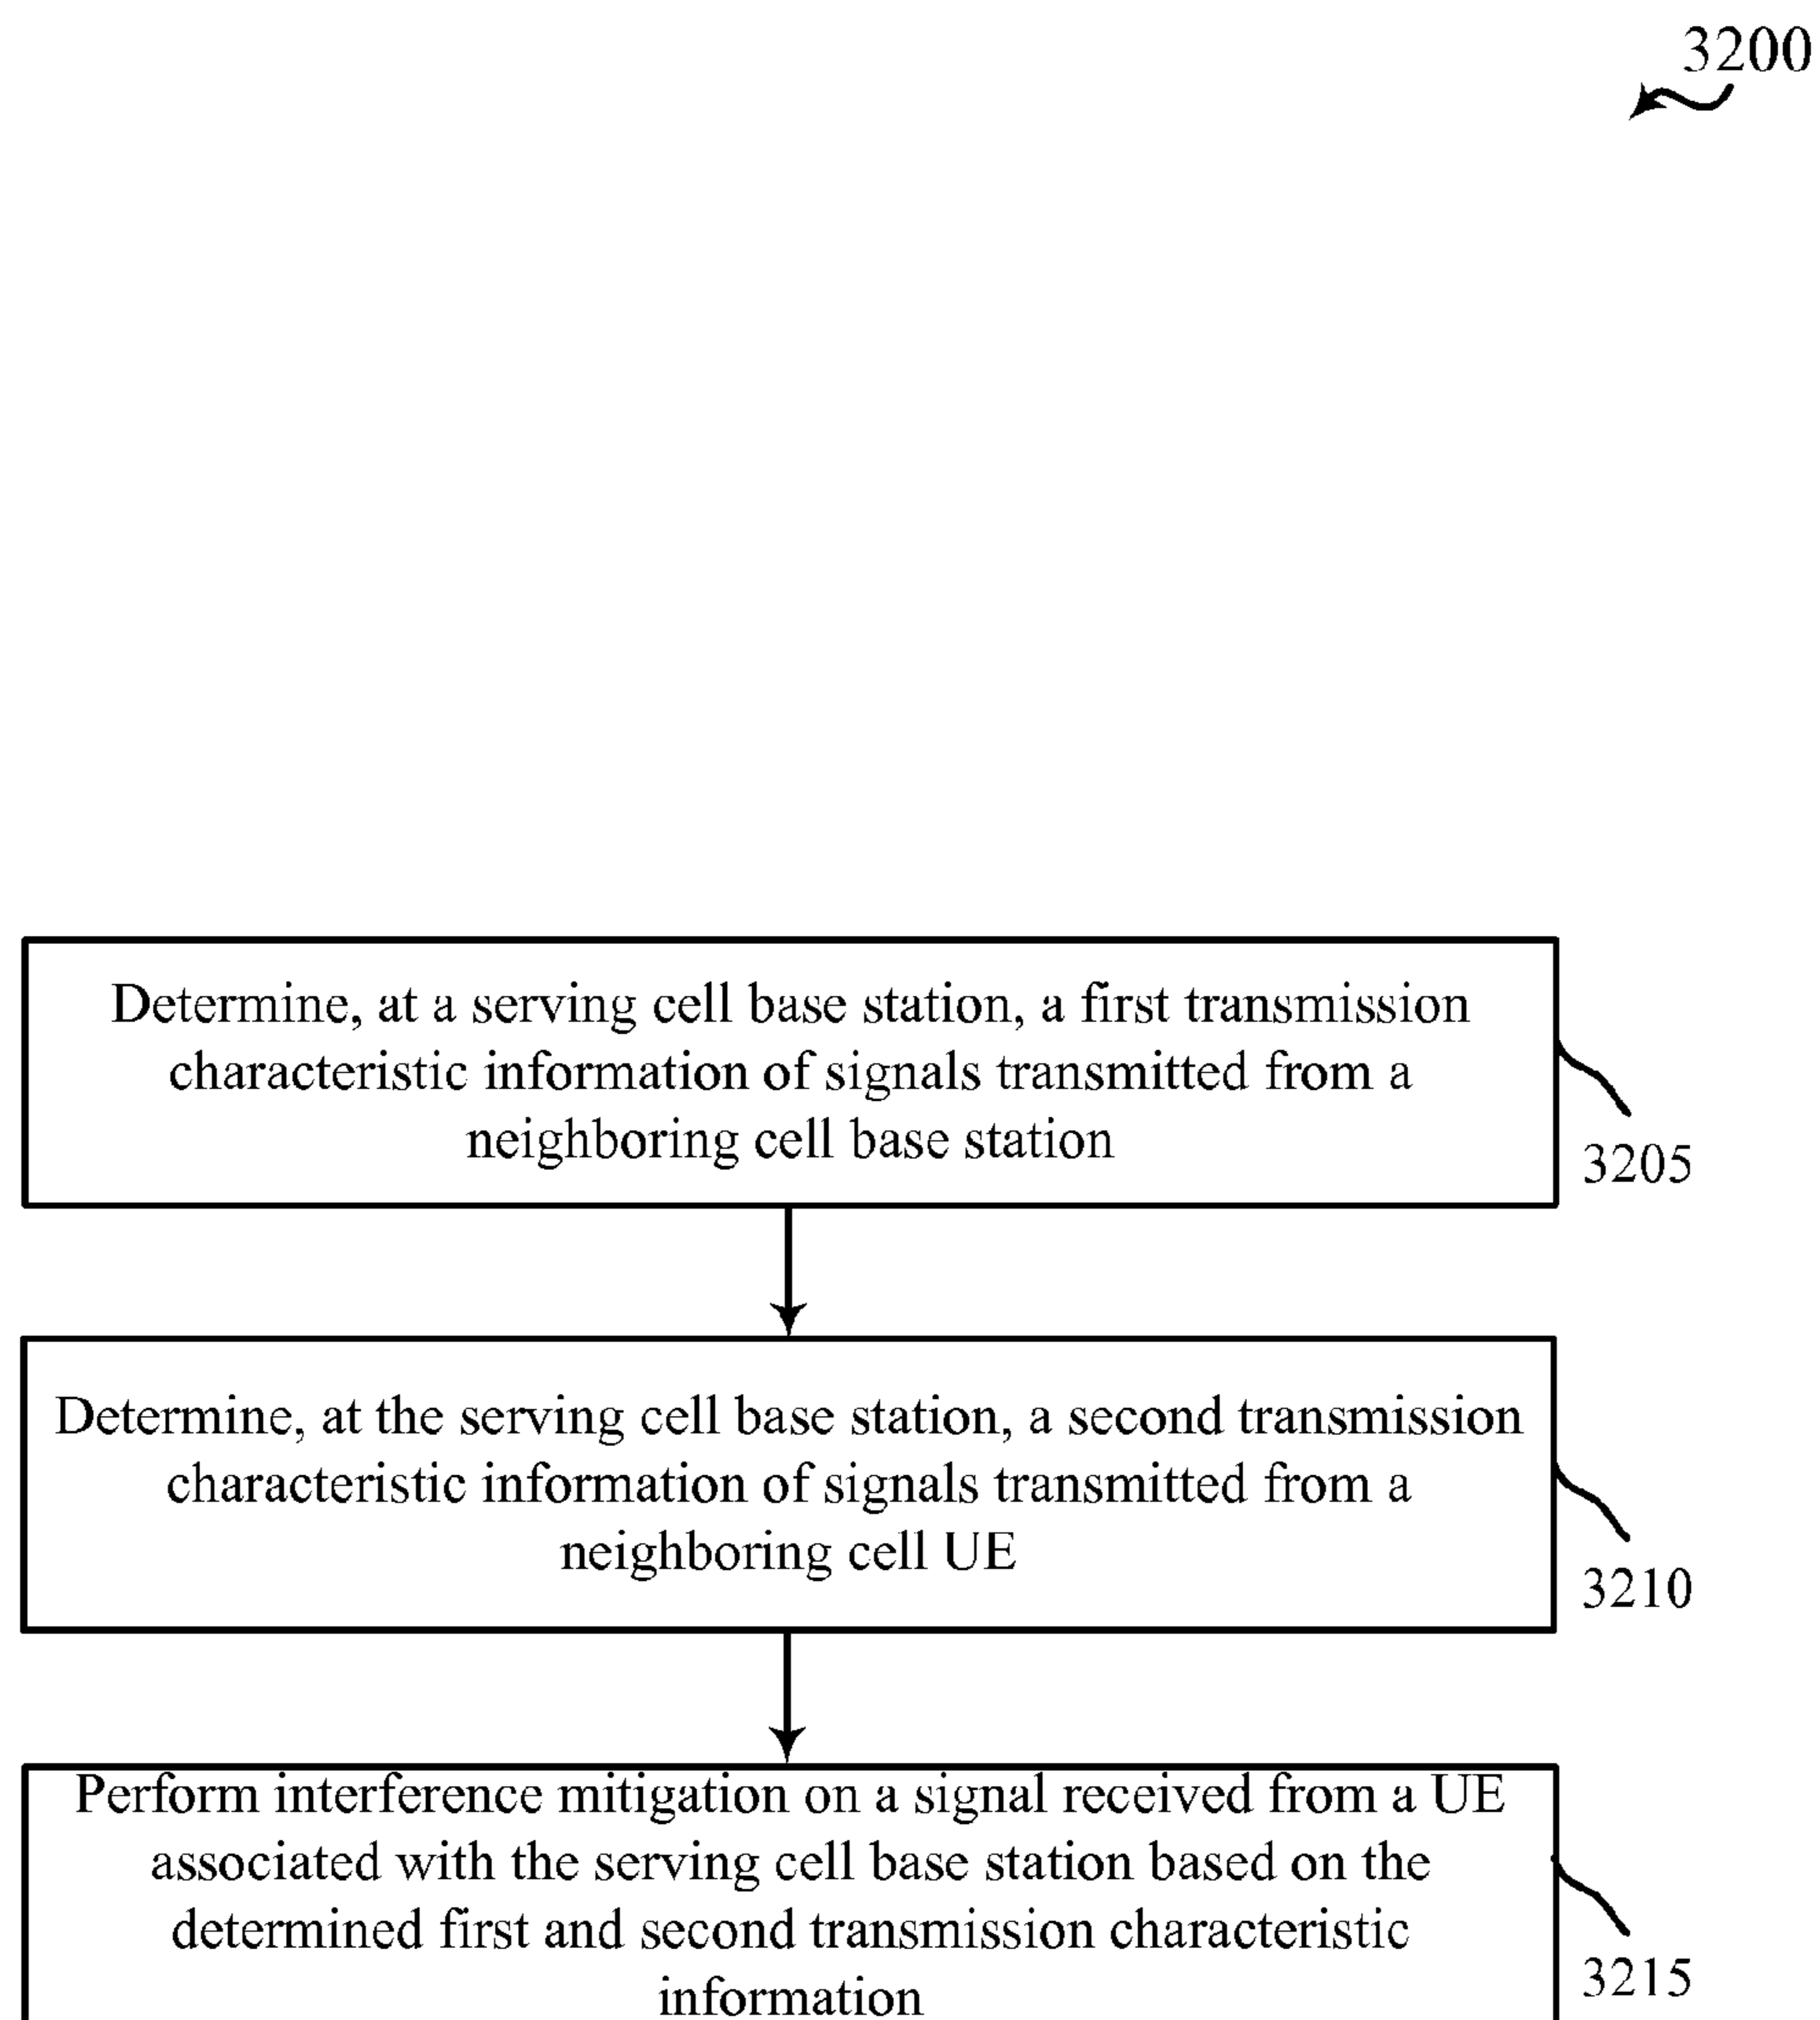 3200
Determine, at a serving cell base station, a first transmission
characteristic information of signals transmitted from a
neighboring cell base station
3205
Determine, at the serving cell base station, a second transmission
characteristic information of signals transmitted from a
neighboring cell UE
3210
Perform interference mitigation on a signal received from a UE
associated with the serving cell base station based on the
determined first and second transmission characteristic
information
3215